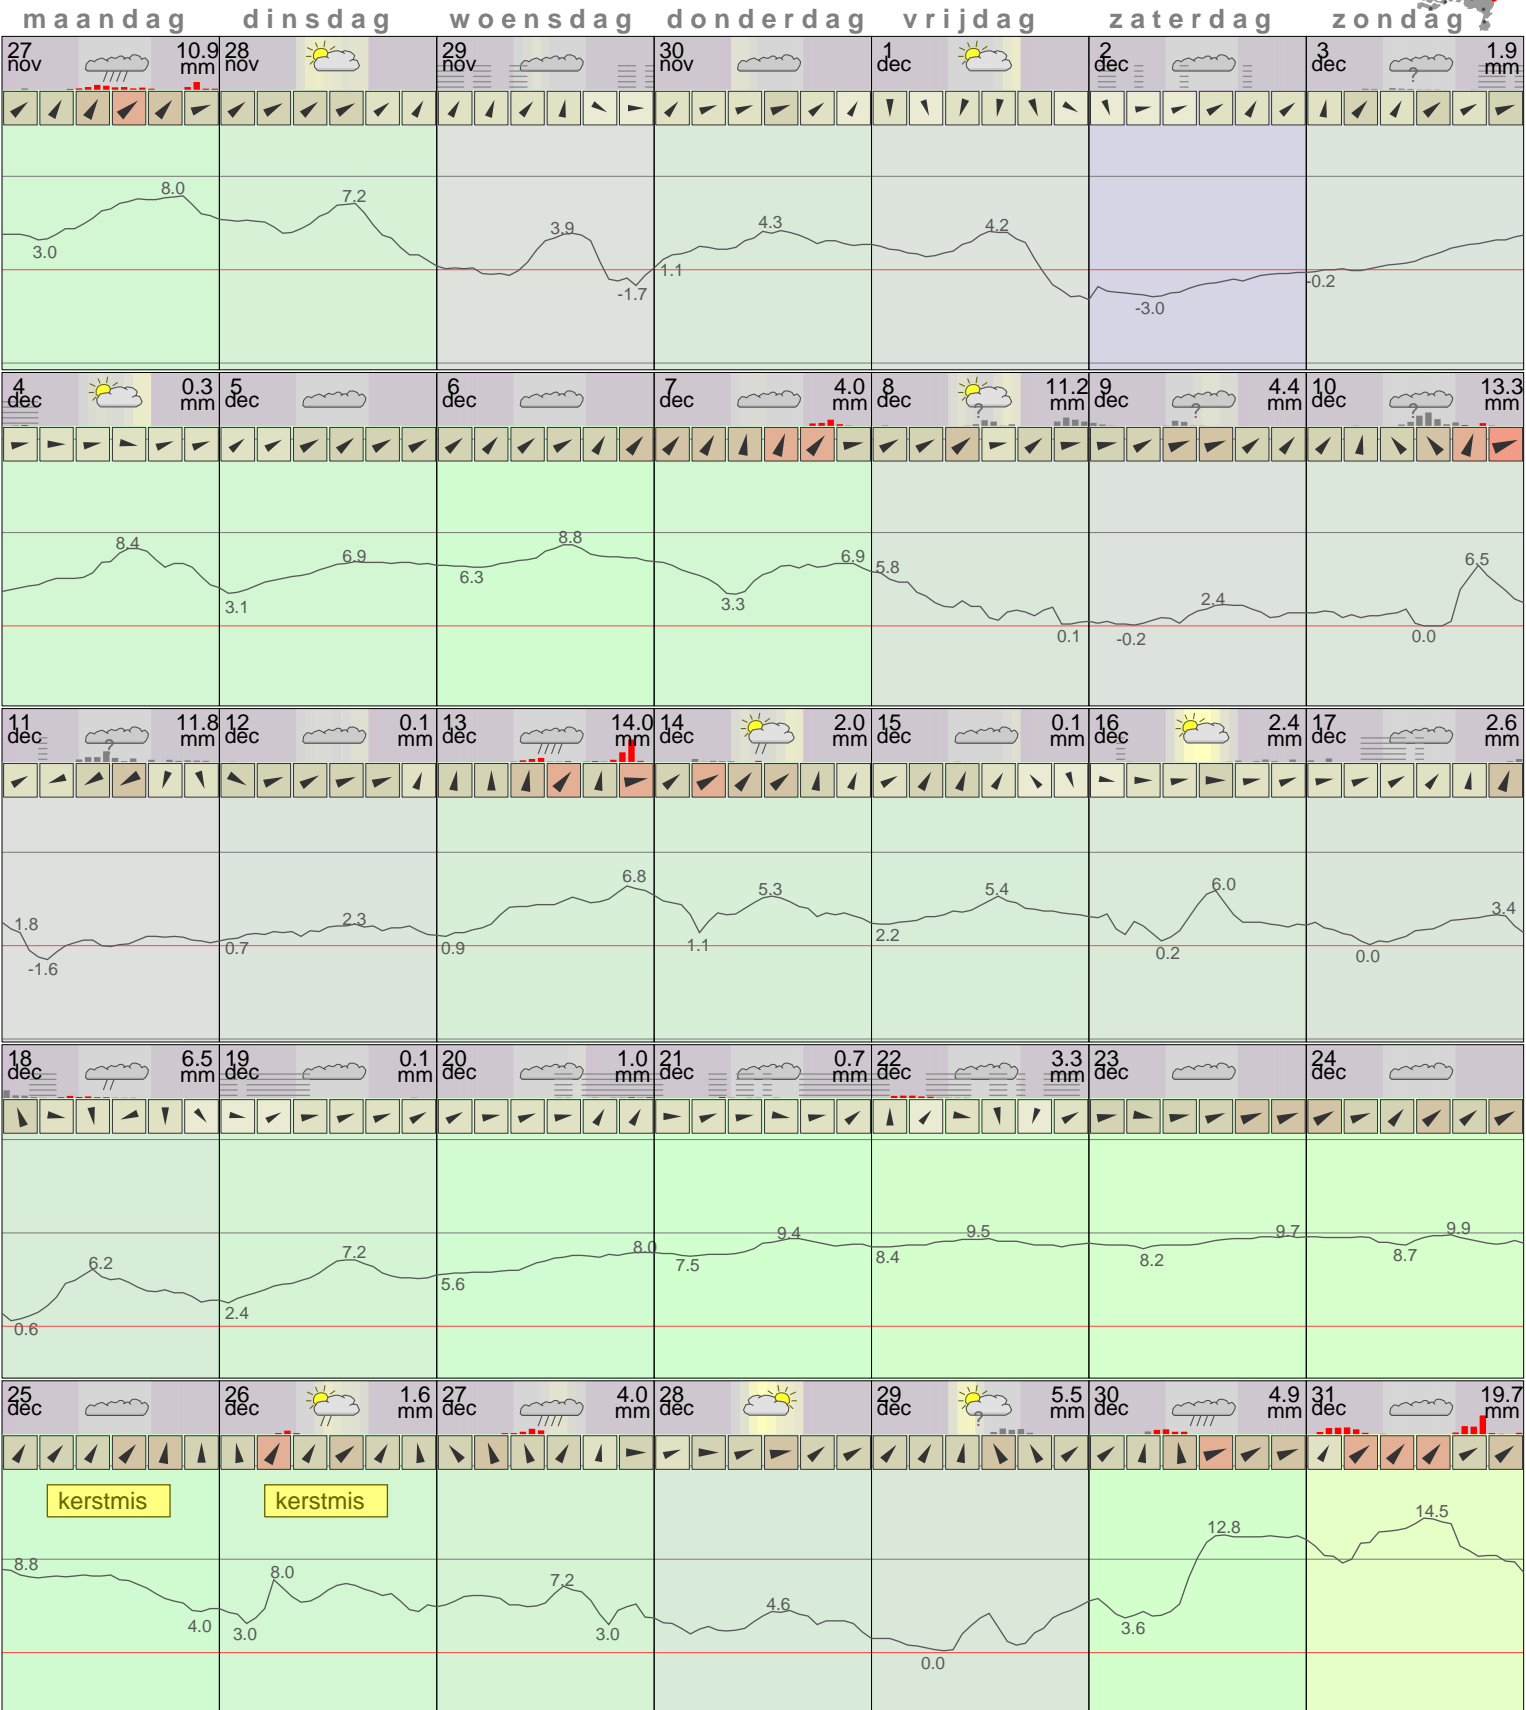 maandag dinsdag woensdag donderdag vrijdag zaterdag zondag
27 nov 10.9 mm 28 nov 29 nov 30 nov 1 dec 2 dec 3 dec 1.9 mm
?
8.0 7.2 3.9 4.3 4.2
3.0 -1.7 1.1 -3.0 -0.2
4 dec 0.3 mm 5 dec 6 dec 7 dec 4.0 mm 8 dec 11.2 mm 9 dec 4.4 mm 10 dec 13.3 mm
? ? ?
8.4 6.9 8.8 6.9 5.8 2.4 6.5
3.1 6.3 3.3 0.1 -0.2 0.0
11 dec 11.8 mm 12 dec 0.1 mm 13 dec 14.0 mm 14 dec 2.0 mm 15 dec 0.1 mm 16 dec 2.4 mm 17 dec 2.6 mm
?
1.8 2.3 6.8 5.3 5.4 6.0 3.4
-1.6 0.7 0.9 1.1 2.2 0.2 0.0
18 dec 6.5 mm 19 dec 0.1 mm 20 dec 1.0 mm 21 dec 0.7 mm 22 dec 3.3 mm 23 dec 24 dec
6.2 7.2 8.0 9.4 9.5 9.7 9.9
0.6 2.4 5.6 7.5 8.4 8.2 8.7
25 dec 26 dec 1.6 mm 27 dec 4.0 mm 28 dec 29 dec 5.5 mm 30 dec 4.9 mm 31 dec 19.7 mm
?
kerstmis kerstmis
8.8 8.0 7.2 4.6 12.8 14.5
4.0 3.0 3.0 0.0 3.6